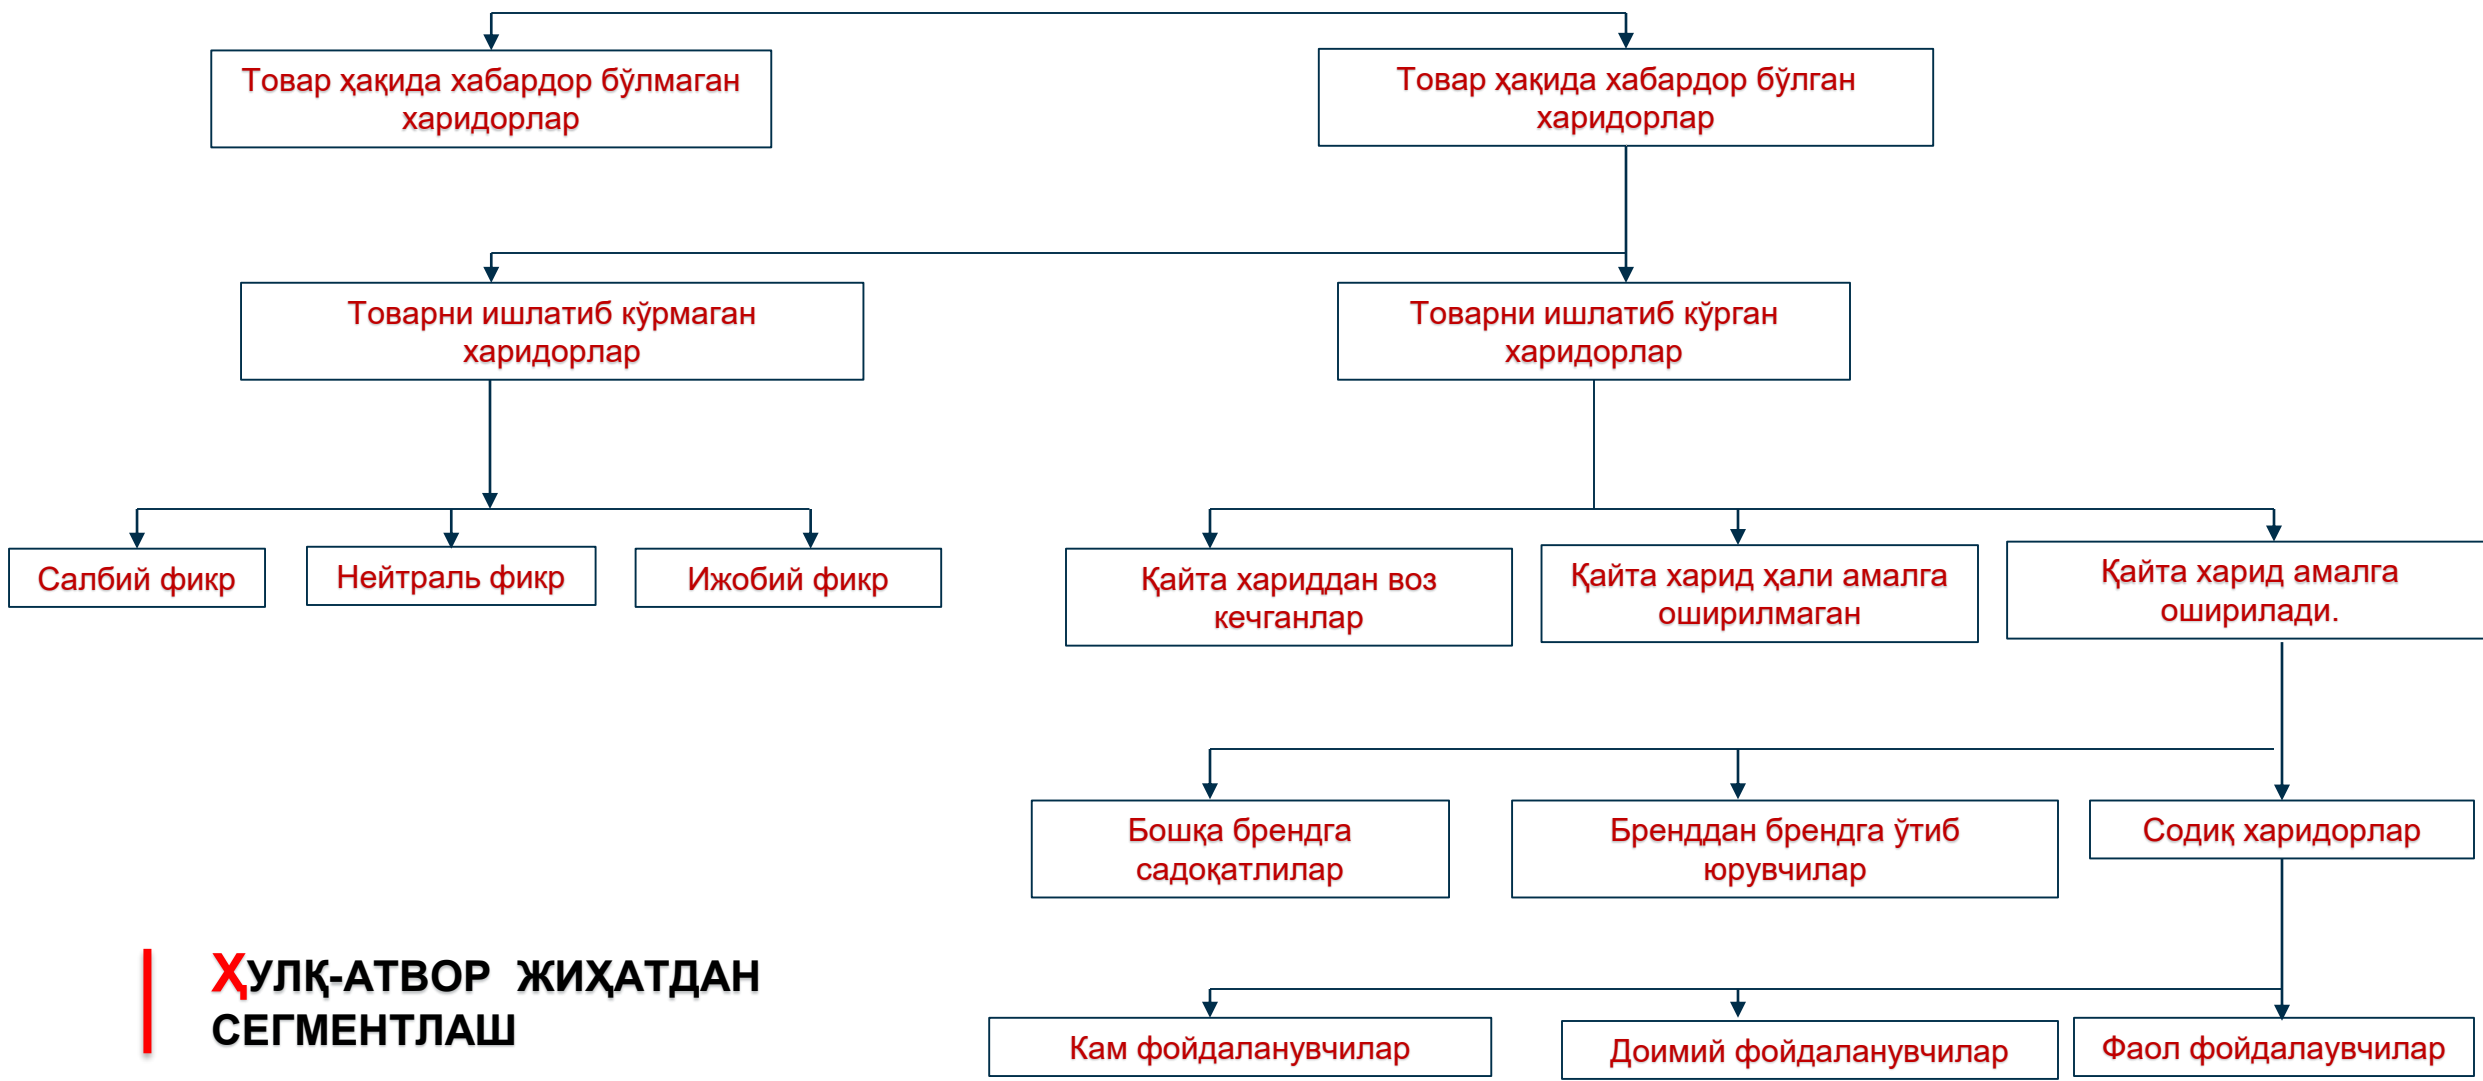 Товар ҳақида хабардор бўлмаган
харидорлар
Товар ҳақида хабардор бўлган
харидорлар
Товарни ишлатиб кўрмаган
харидорлар
Товарни ишлатиб кўрган
харидорлар
Салбий фикр
Нейтраль фикр
Ижобий фикр
Қайта хариддан воз
кечганлар
Қайта харид ҳали амалга
оширилмаган
Қайта харид амалга
оширилади.
Бошқа брендга
садоқатлилар
Бренддан брендга ўтиб
юрувчилар
Содиқ харидорлар
ҲУЛҚ-АТВОР ЖИҲАТДАН
СЕГМЕНТЛАШ
Кам фойдаланувчилар
Доимий фойдаланувчилар
Фаол фойдалаувчилар